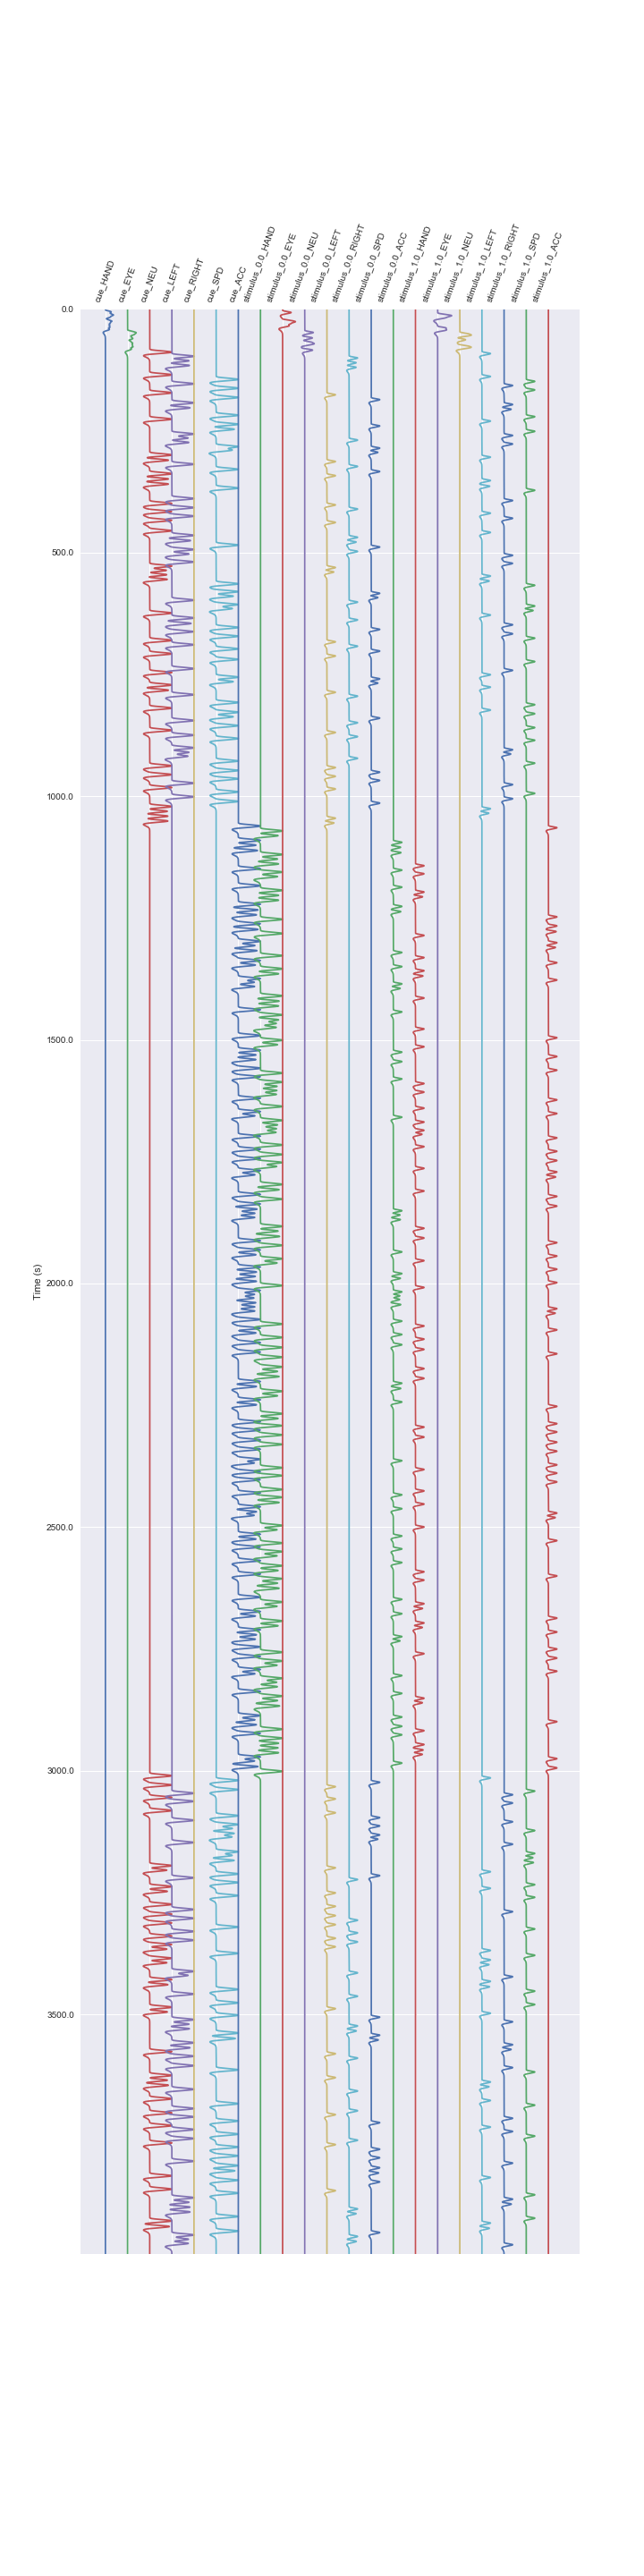 cue_HAND
cue_EYE
cue_NEU
cue_LEFT
cue_RIGHT
cue_SPD
cue_ACC
stimulus_0.0_HAND
stimulus_0.0_EYE
stimulus_0.0_NEU
stimulus_0.0_LEFT
stimulus_0.0_RIGHT
stimulus_0.0_SPD
stimulus_0.0_ACC
stimulus_1.0_HAND
stimulus_1.0_EYE
stimulus_1.0_NEU
stimulus_1.0_LEFT
stimulus_1.0_RIGHT
stimulus_1.0_SPD
stimulus_1.0_ACC
0.0
500.0
1000.0
1500.0
2000.0
2500.0
3000.0
3500.0
Time (s)